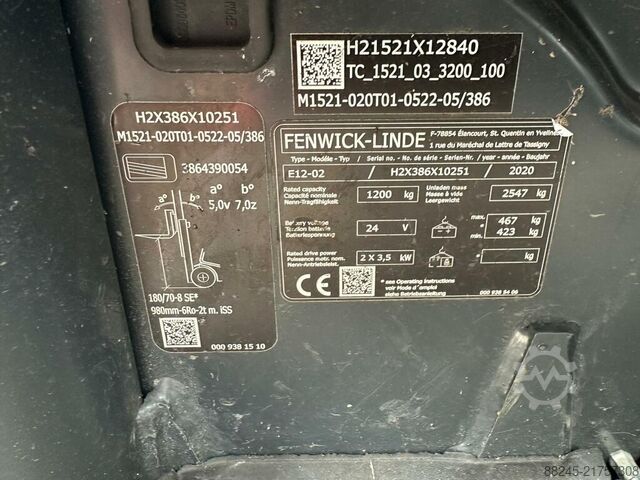 H21521X12840
TC_1521_03_3200_100
M1521-020T01-0522-05/386
H2X386X10251
M1521-020T01-0522-05/386
3864390054
a° b°
5,0v 7,0z
180/70-8 SE*
980mm-6Ro-2t m. iSS
000 938 15 10
FENWICK-LINDE
F-78854 Élancourt, St. Quentin en Yvelines
1 rue du Maréchal de Lattre de Tassigny
Type - Modèle - Typ / Serial no. - No. de série - Serien-Nr. / year - année - Baujahr
E12-02 / H2X386X10251 / 2020
Rated capacity
Capacité nominale
Nenn-Tragfähigkeit
1200 kg
Unladen mass
Masse à vide
Leergewicht
2547 kg
Battery voltage
Tension batterie
Batteriespannung
24 V
max. 467 kg
min. 423 kg
Rated drive power
Puissance motr. nom.
Nenn-Antriebsleist.
2 X 3,5 kW
kg
CE
see Operating instructions
voir Mode d'emploi
siehe Betriebsanleitung
000 938 54 06
88245-21757308